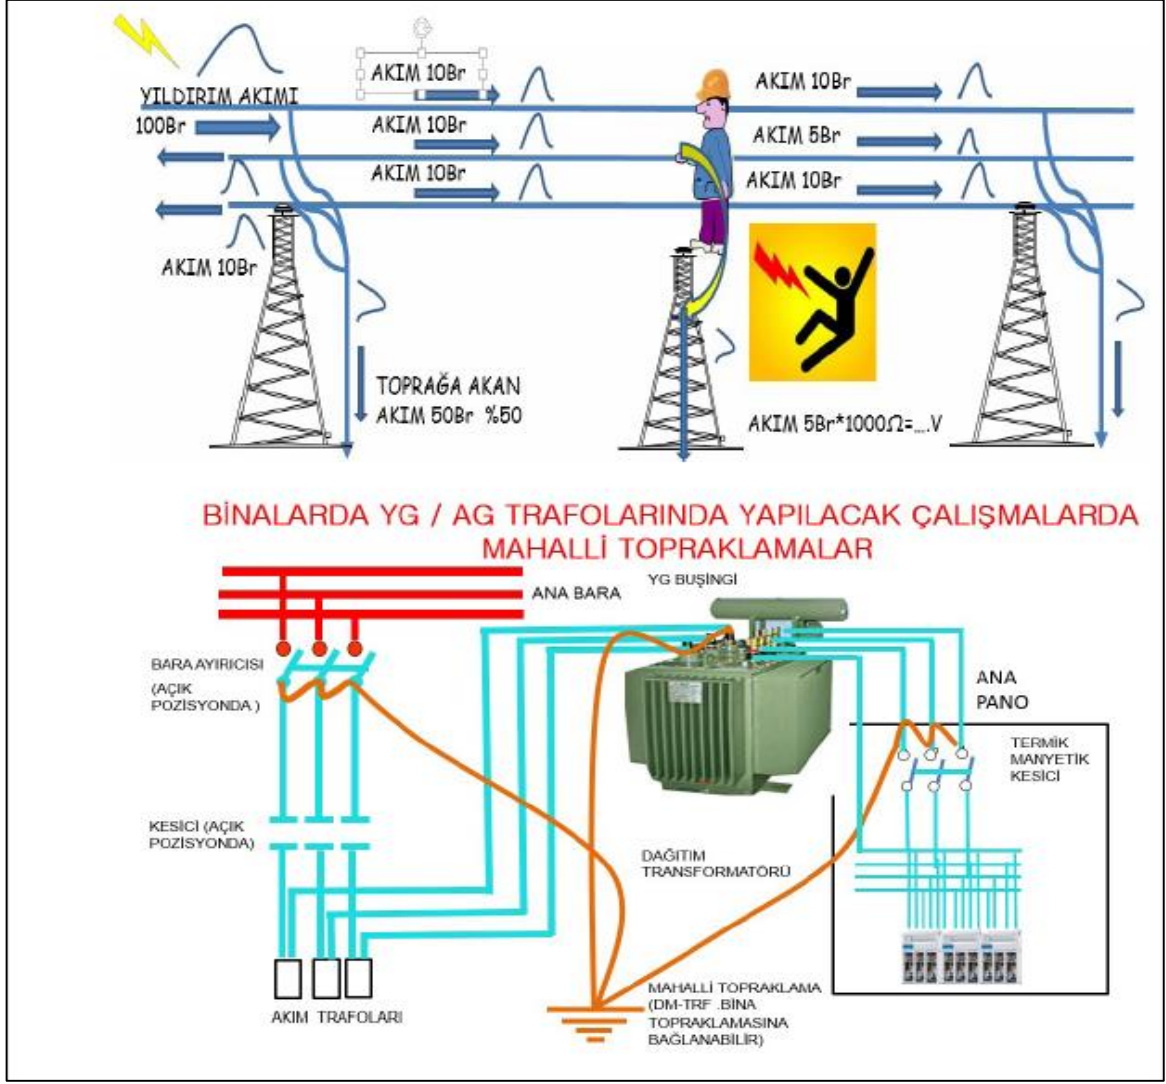 AKIM 10Br
AKIM 10Br
YILDIRIM AKIMI
100Br
AKIM 10Br
AKIM 5Br
AKIM 10Br
AKIM 10Br
AKIM 10Br
TOPRAĞA AKAN
AKIM 50Br %50
AKIM 5Br*1000Ω=....V
BİNALARDA YG / AG TRAFOLARINDA YAPILACAK ÇALIŞMALARDA
MAHALLİ TOPRAKLAMALAR
YG BUŞİNGİ
ANA BARA
BARA AYIRICISI
(AÇIK
POZİSYONDA )
ANA
PANO
TERMİK
MANYETİK
KESİCİ
KESİCİ (AÇIK
POZİSYONDA)
DAĞITIM
TRANSFORMATÖRÜ
MAHALLİ TOPRAKLAMA
(DM-TRF .BİNA
TOPRAKLAMASINA
BAĞLANABİLİR)
AKIM TRAFOLARI